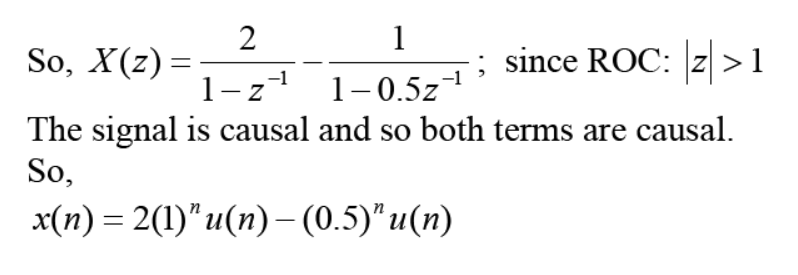 So, X(z) = 2/(1−z⁻¹) − 1/(1−0.5z⁻¹) ; since ROC: |z| > 1
The signal is causal and so both terms are causal.
So,
x(n) = 2(1)ⁿ u(n) − (0.5)ⁿ u(n)